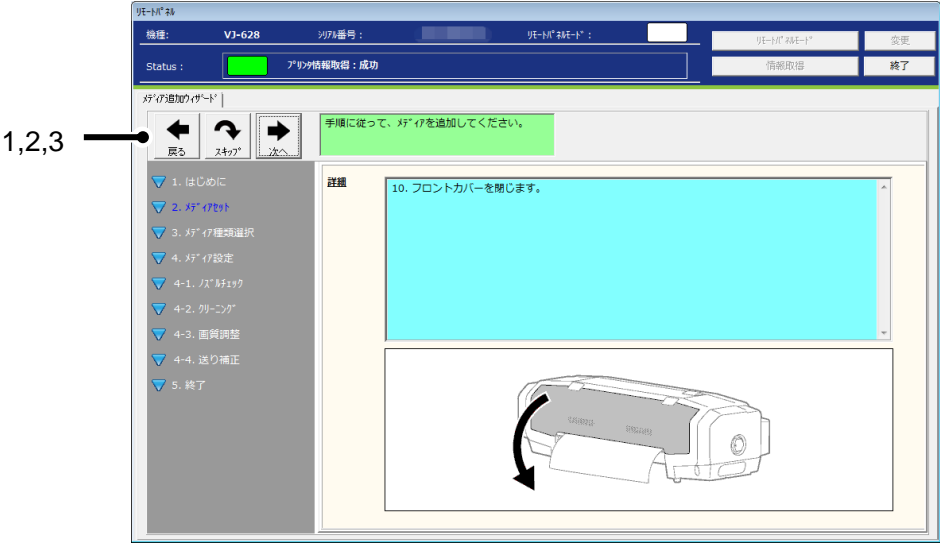 ﾘﾓｰﾄﾊﾟﾈﾙ
機種: VJ-628 ｼﾘｱﾙ番号： ﾘﾓｰﾄﾊﾟﾈﾙﾓｰﾄﾞ：
ﾘﾓｰﾄﾊﾟﾈﾙﾓｰﾄﾞ 変更
Status : ﾌﾟﾘﾝﾀ情報取得：成功
情報取得 終了
ﾒﾃﾞｨｱ追加ｳｨｻﾞｰﾄﾞ
1,2,3
戻る ｽｷｯﾌﾟ 次へ
手順に従って、ﾒﾃﾞｨｱを追加してください。
1. はじめに
2. ﾒﾃﾞｨｱｾｯﾄ
3. ﾒﾃﾞｨｱ種類選択
4. ﾒﾃﾞｨｱ設定
4-1. ﾉｽﾞﾙﾁｪｯｸ
4-2. ｸﾘｰﾆﾝｸﾞ
4-3. 画質調整
4-4. 送り補正
5. 終了
詳細
10. フロントカバーを閉じます。